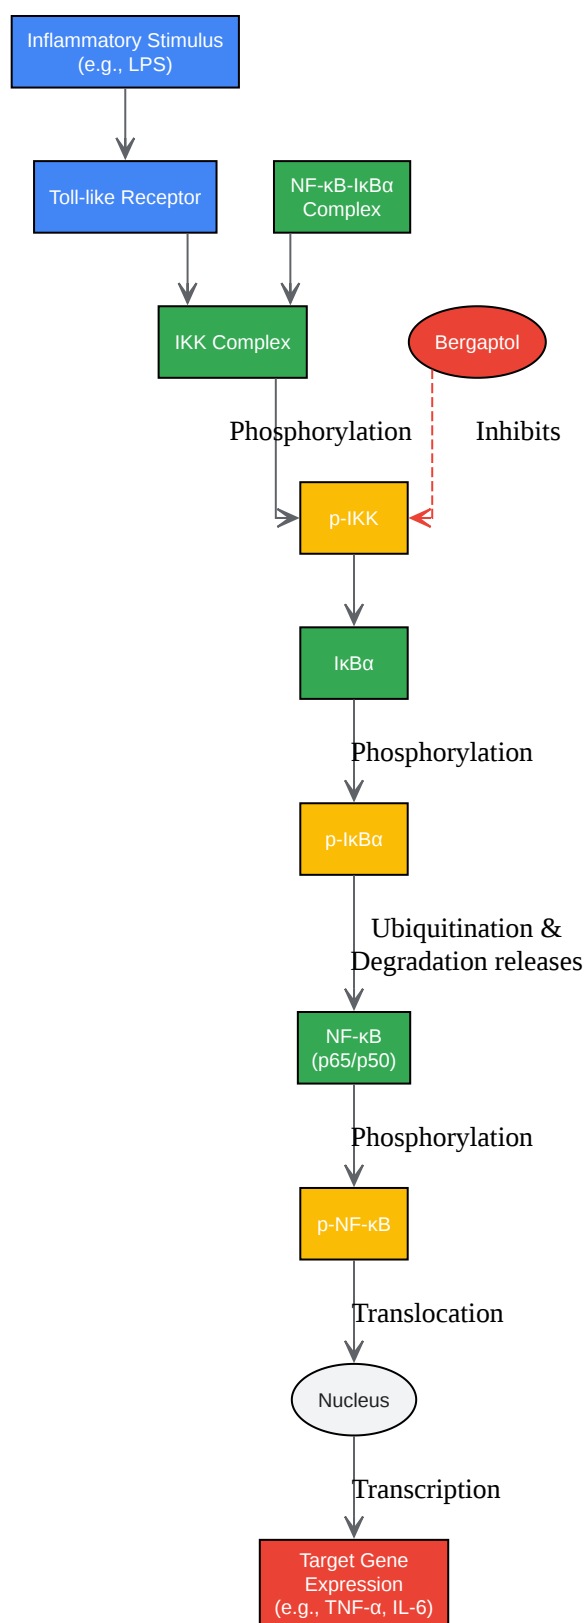 Inflammatory Stimulus
(e.g., LPS)
Toll-like Receptor
NF-κB-IκBα
Complex
IKK Complex
Bergaptol
Phosphorylation
Inhibits
p-IKK
IκBα
Phosphorylation
p-IκBα
Ubiquitination &
Degradation releases
NF-κB
(p65/p50)
Phosphorylation
p-NF-κB
Translocation
Nucleus
Transcription
Target Gene
Expression
(e.g., TNF-α, IL-6)